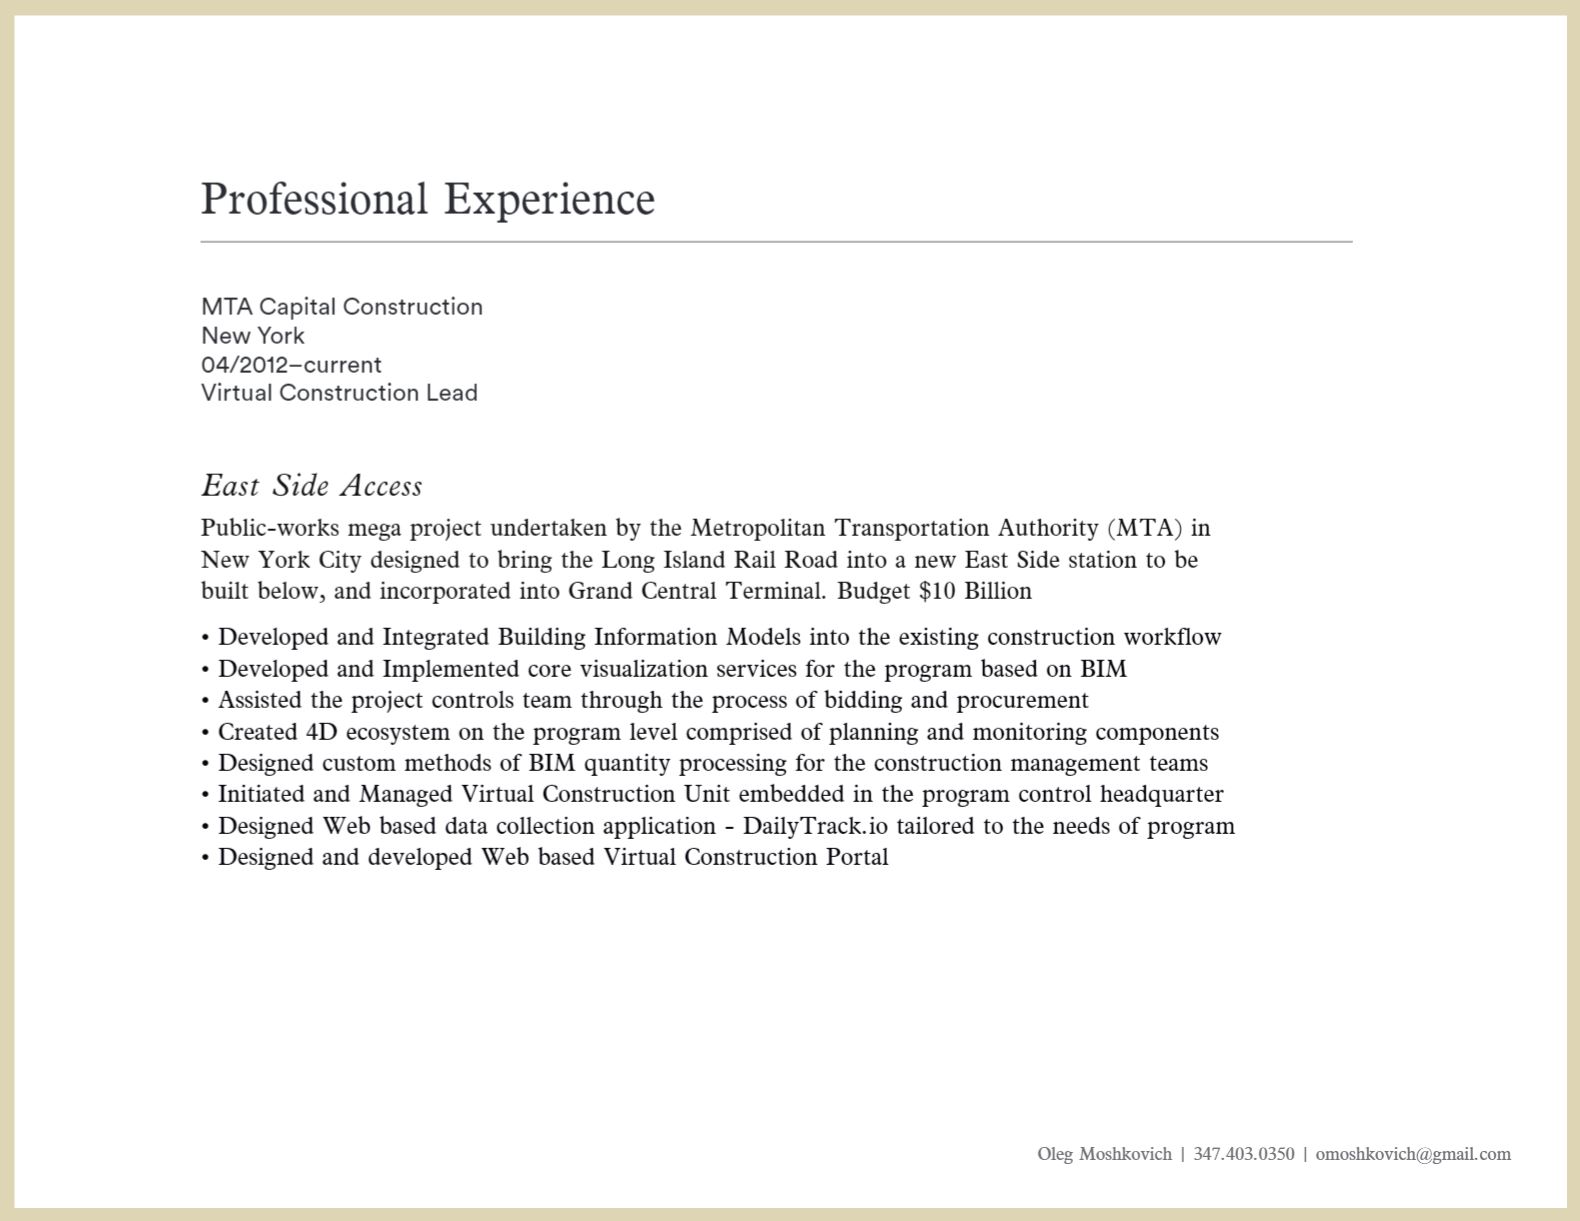 Professional Experience
MTA Capital Construction
New York
04/2012–current
Virtual Construction Lead
East Side Access
Public-works mega project undertaken by the Metropolitan Transportation Authority (MTA) in
New York City designed to bring the Long Island Rail Road into a new East Side station to be
built below, and incorporated into Grand Central Terminal. Budget $10 Billion
• Developed and Integrated Building Information Models into the existing construction workflow
• Developed and Implemented core visualization services for the program based on BIM
• Assisted the project controls team through the process of bidding and procurement
• Created 4D ecosystem on the program level comprised of planning and monitoring components
• Designed custom methods of BIM quantity processing for the construction management teams
• Initiated and Managed Virtual Construction Unit embedded in the program control headquarter
• Designed Web based data collection application - DailyTrack.io tailored to the needs of program
• Designed and developed Web based Virtual Construction Portal
Oleg Moshkovich | 347.403.0350 | omoshkovich@gmail.com